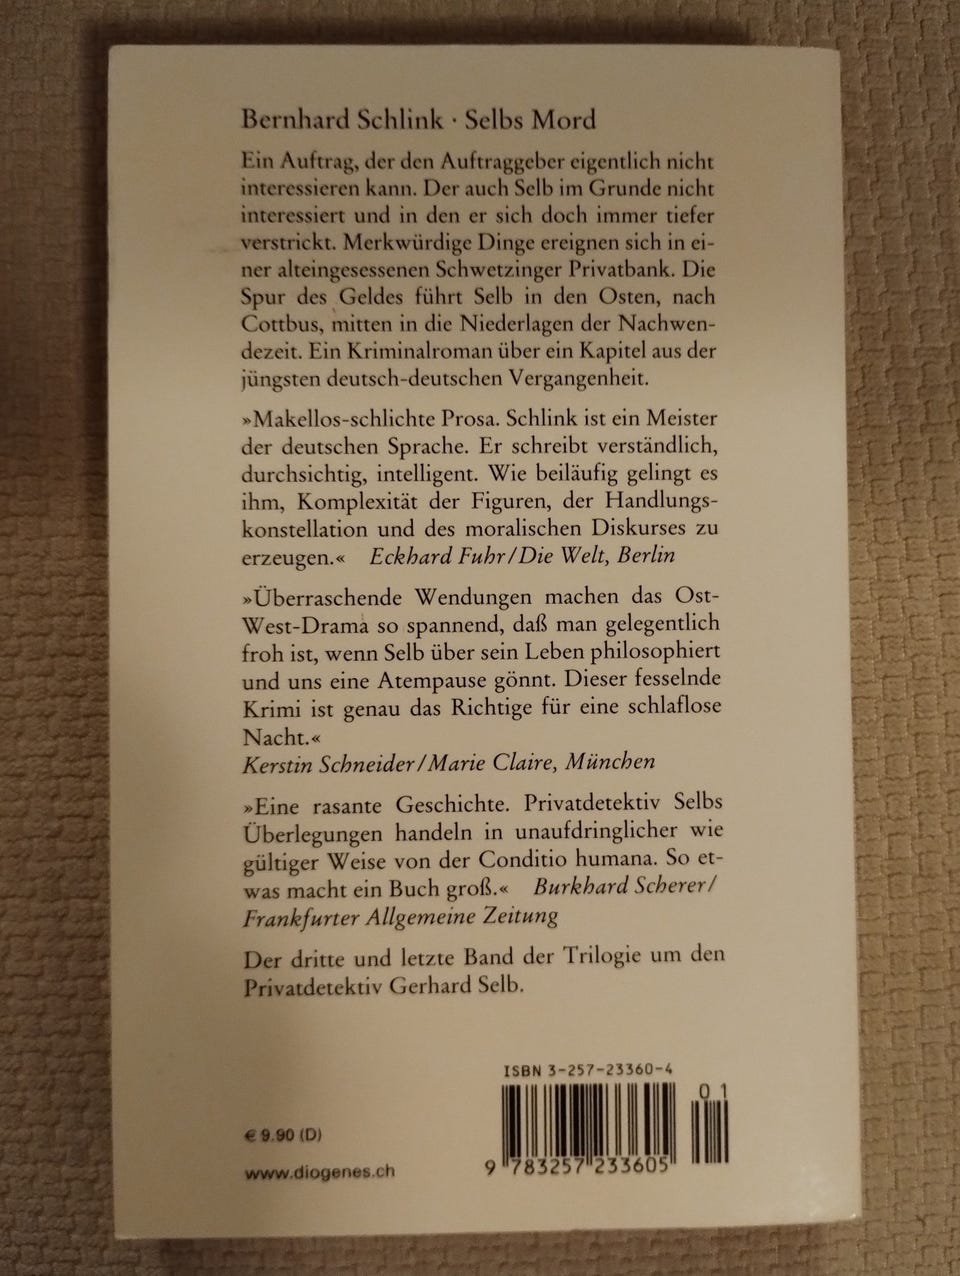 Bernhard Schlink · Selbs Mord
Ein Auftrag, der den Auftraggeber eigentlich nicht
interessieren kann. Der auch Selb im Grunde nicht
interessiert und in den er sich doch immer tiefer
verstrickt. Merkwürdige Dinge ereignen sich in ei-
ner alteingesessenen Schwetzinger Privatbank. Die
Spur des Geldes führt Selb in den Osten, nach
Cottbus, mitten in die Niederlagen der Nachwen-
dezeit. Ein Kriminalroman über ein Kapitel aus der
jüngsten deutsch-deutschen Vergangenheit.
»Makellos-schlichte Prosa. Schlink ist ein Meister
der deutschen Sprache. Er schreibt verständlich,
durchsichtig, intelligent. Wie beiläufig gelingt es
ihm, Komplexität der Figuren, der Handlungs-
konstellation und des moralischen Diskurses zu
erzeugen.« Eckhard Fuhr/Die Welt, Berlin
»Überraschende Wendungen machen das Ost-
West-Drama so spannend, daß man gelegentlich
froh ist, wenn Selb über sein Leben philosophiert
und uns eine Atempause gönnt. Dieser fesselnde
Krimi ist genau das Richtige für eine schlaflose
Nacht.«
Kerstin Schneider/Marie Claire, München
»Eine rasante Geschichte. Privatdetektiv Selbs
Überlegungen handeln in unaufdringlicher wie
gültiger Weise von der Conditio humana. So et-
was macht ein Buch groß.« Burkhard Scherer/
Frankfurter Allgemeine Zeitung
Der dritte und letzte Band der Trilogie um den
Privatdetektiv Gerhard Selb.
ISBN 3-257-23360-4
01
9 783257 233605
€ 9.90 (D)
www.diogenes.ch